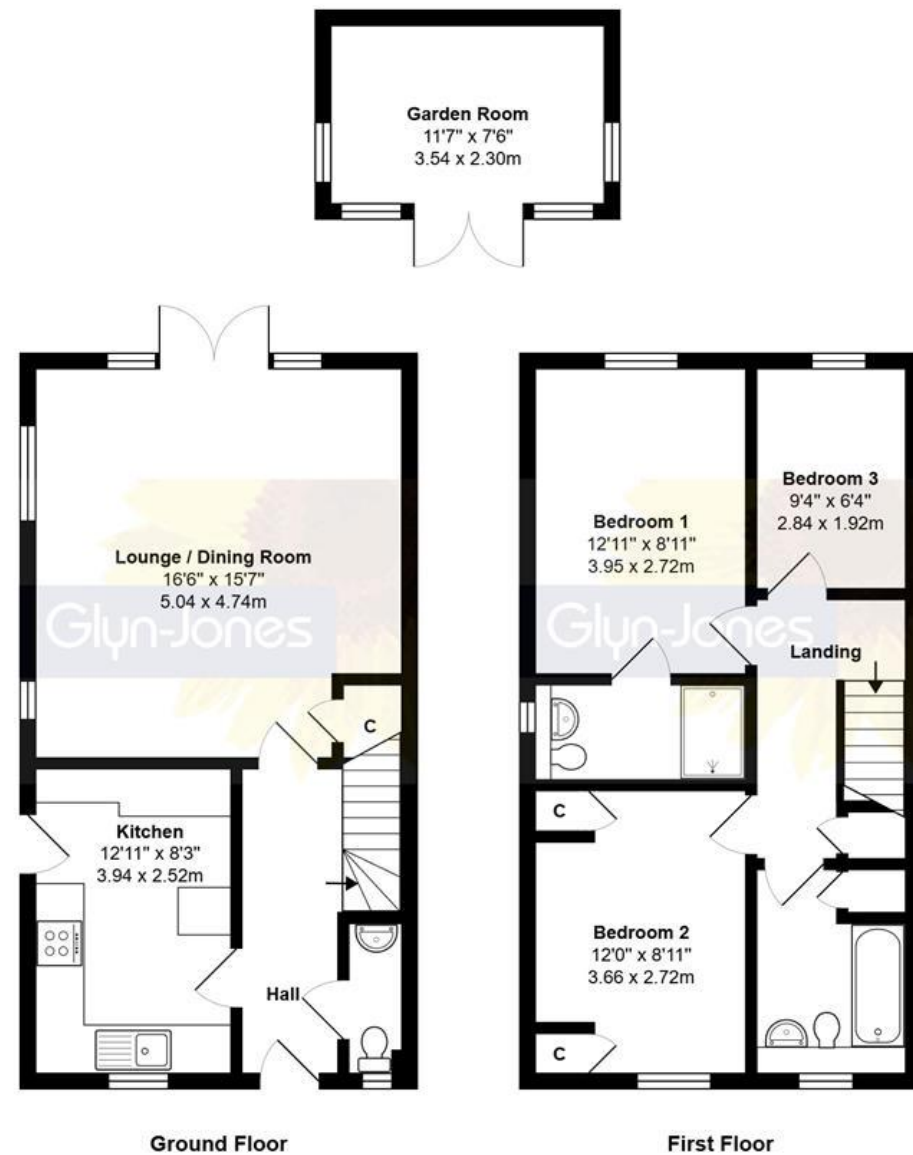 Garden Room
11'7" x 7'6"
3.54 x 2.30m
Lounge / Dining Room
16'6" x 15'7"
5.04 x 4.74m
Glyn-Jones
C
Kitchen
12'11" x 8'3"
3.94 x 2.52m
Hall
Ground Floor
Bedroom 1
12'11" x 8'11"
3.95 x 2.72m
Bedroom 3
9'4" x 6'4"
2.84 x 1.92m
Glyn-Jones
Landing
C
Bedroom 2
12'0" x 8'11"
3.66 x 2.72m
C
First Floor